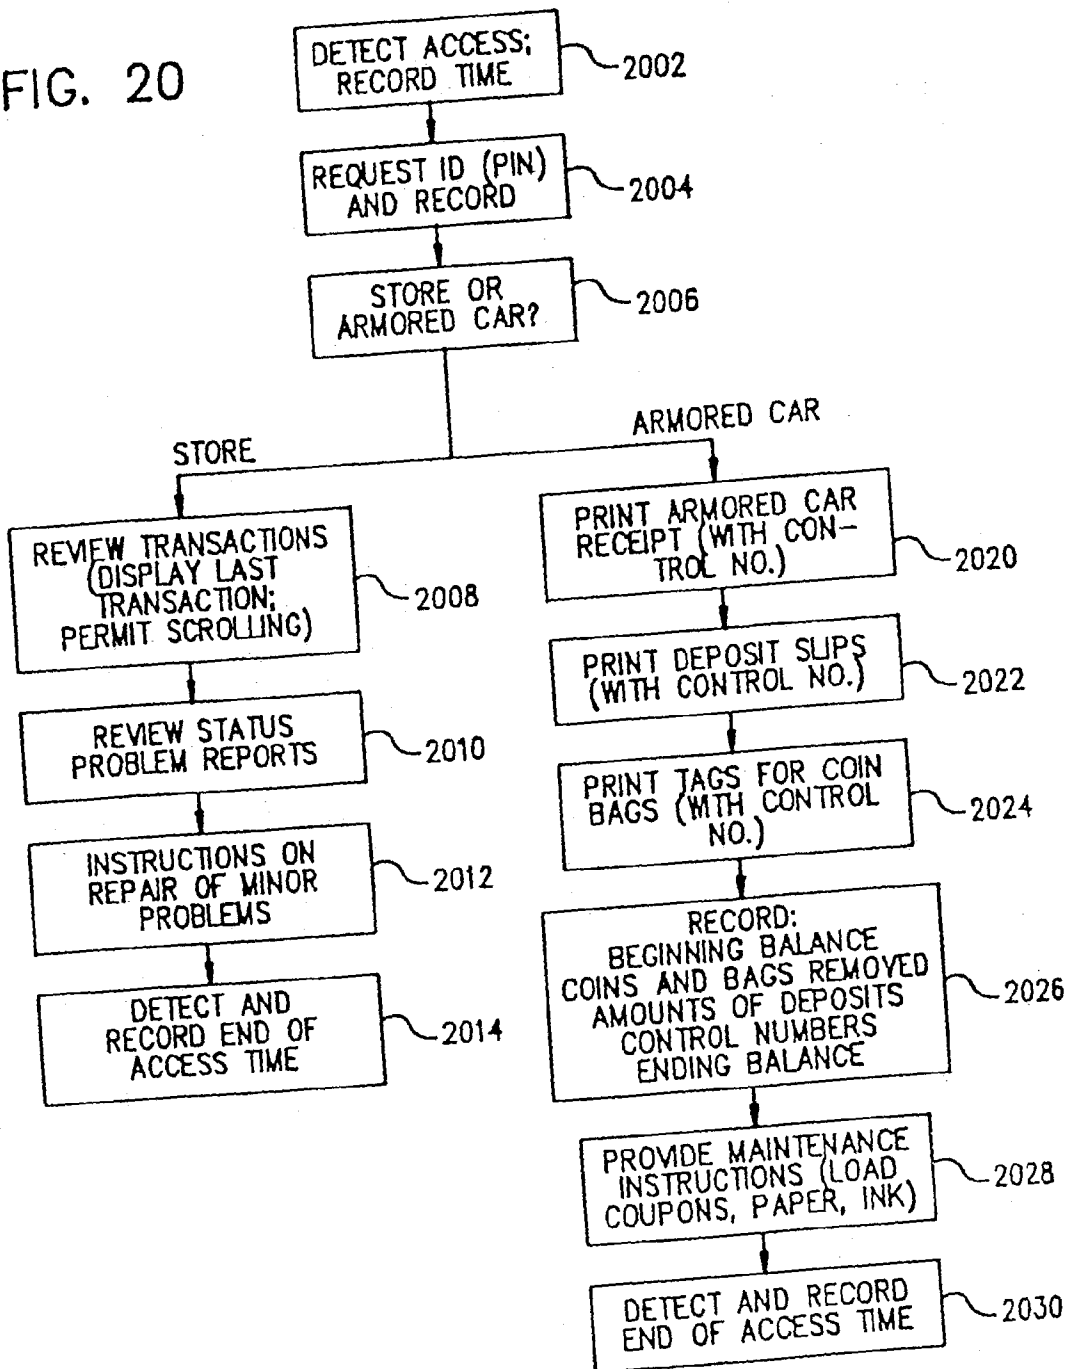 FIG. 20
DETECT ACCESS;
RECORD TIME
2002
REQUEST ID (PIN)
AND RECORD
2004
STORE OR
ARMORED CAR?
2006
STORE
ARMORED CAR
REVIEW TRANSACTIONS
(DISPLAY LAST
TRANSACTION;
PERMIT SCROLLING)
2008
REVIEW STATUS
PROBLEM REPORTS
2010
INSTRUCTIONS ON
REPAIR OF MINOR
PROBLEMS
2012
DETECT AND
RECORD END OF
ACCESS TIME
2014
PRINT ARMORED CAR
RECEIPT (WITH CON-
TROL NO.)
2020
PRINT DEPOSIT SLIPS
(WITH CONTROL NO.)
2022
PRINT TAGS FOR COIN
BAGS (WITH CONTROL
NO.)
2024
RECORD:
BEGINNING BALANCE
COINS AND BAGS REMOVED
AMOUNTS OF DEPOSITS
CONTROL NUMBERS
ENDING BALANCE
2026
PROVIDE MAINTENANCE
INSTRUCTIONS (LOAD
COUPONS, PAPER, INK)
2028
DETECT AND RECORD
END OF ACCESS TIME
2030